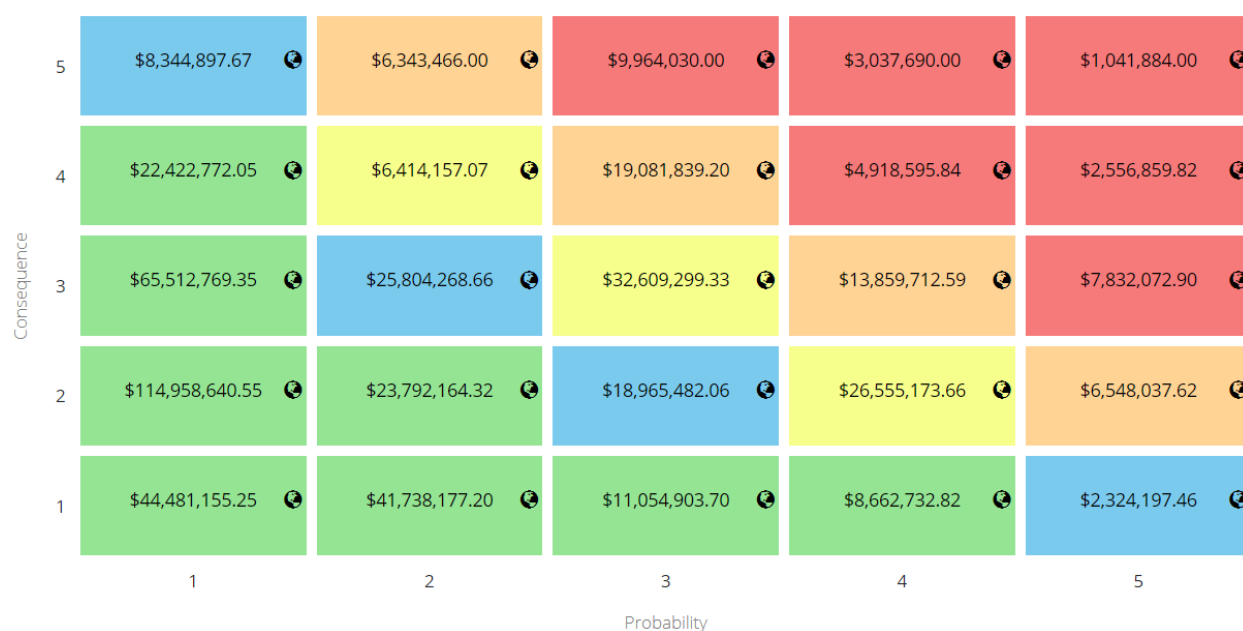 5 $8,344,897.67 $6,343,466.00 $9,964,030.00 $3,037,690.00 $1,041,884.00
4 $22,422,772.05 $6,414,157.07 $19,081,839.20 $4,918,595.84 $2,556,859.82
Consequence
3 $65,512,769.35 $25,804,268.66 $32,609,299.33 $13,859,712.59 $7,832,072.90
2 $114,958,640.55 $23,792,164.32 $18,965,482.06 $26,555,173.66 $6,548,037.62
1 $44,481,155.25 $41,738,177.20 $11,054,903.70 $8,662,732.82 $2,324,197.46
1 2 3 4 5
Probability